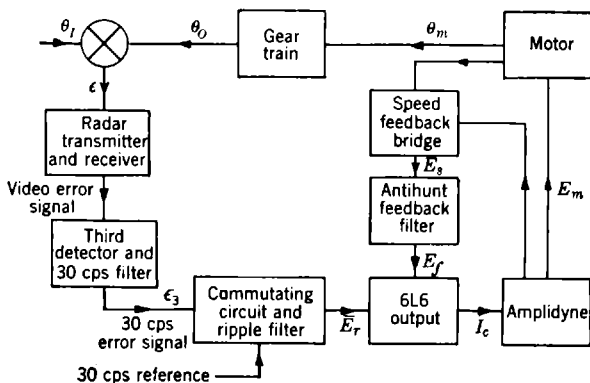 θI
θO
Gear
train
θm
Motor
ϵ
Radar
transmitter
and receiver
Speed
feedback
bridge
Es
Em
Video error
signal
Antihunt
feedback
filter
Third
detector and
30 cps filter
Ef
ϵ3
30 cps
error signal
Commutating
circuit and
ripple filter
Ēr
6L6
output
Ic
Amplidyne
30 cps reference